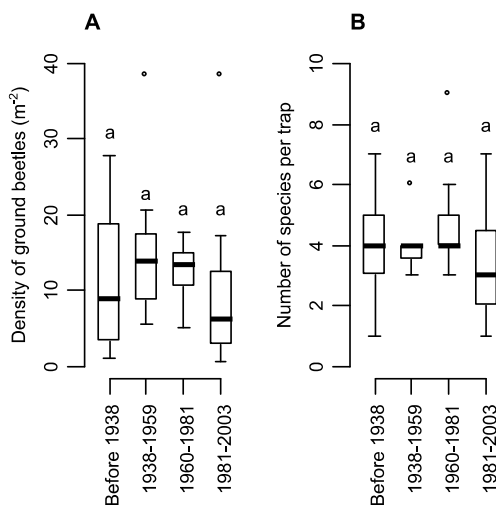 A
Density of ground beetles (m-2)
40
30
20
10
0
a
a
a
a
Before 1938
1938-1959
1960-1981
1981-2003
B
Number of species per trap
10
8
6
4
2
0
a
a
a
a
Before 1938
1938-1959
1960-1981
1981-2003